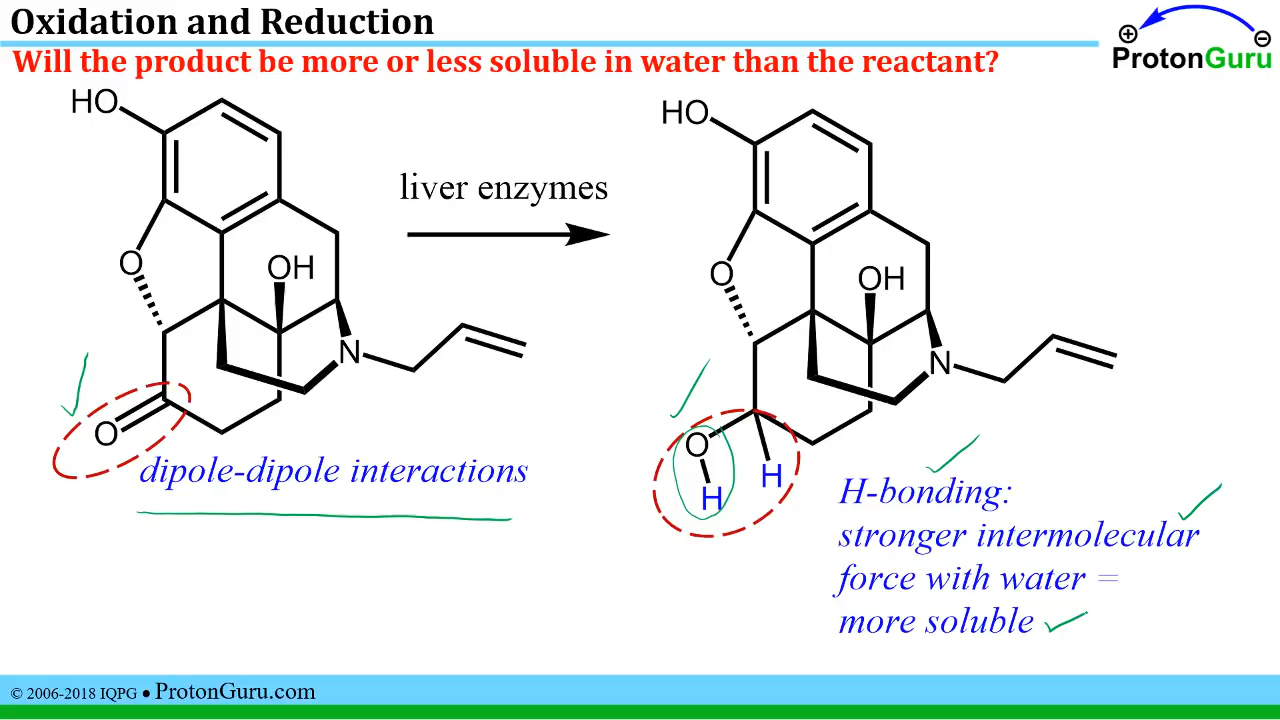 Oxidation and Reduction
Will the product be more or less soluble in water than the reactant?
⊕ ⊖
ProtonGuru
HO
O
OH
N
O
dipole-dipole interactions
liver enzymes
HO
O
OH
N
O
H
H
H-bonding:
stronger intermolecular
force with water =
more soluble
© 2006-2018 IQPG ● ProtonGuru.com